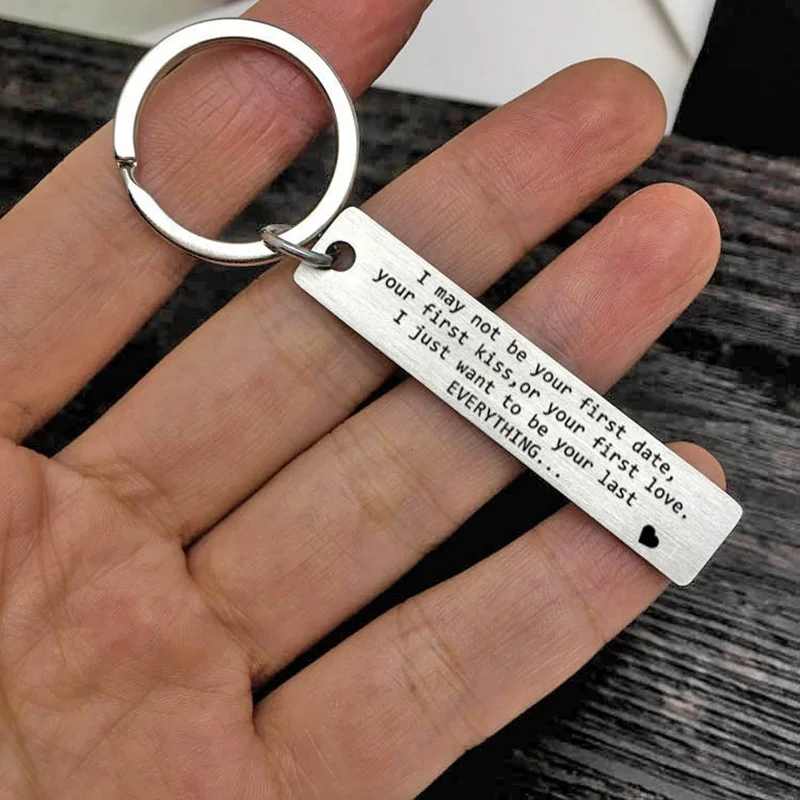 I may not be your first date,
your first kiss,or your first love.
I just want to be your last
EVERYTHING...